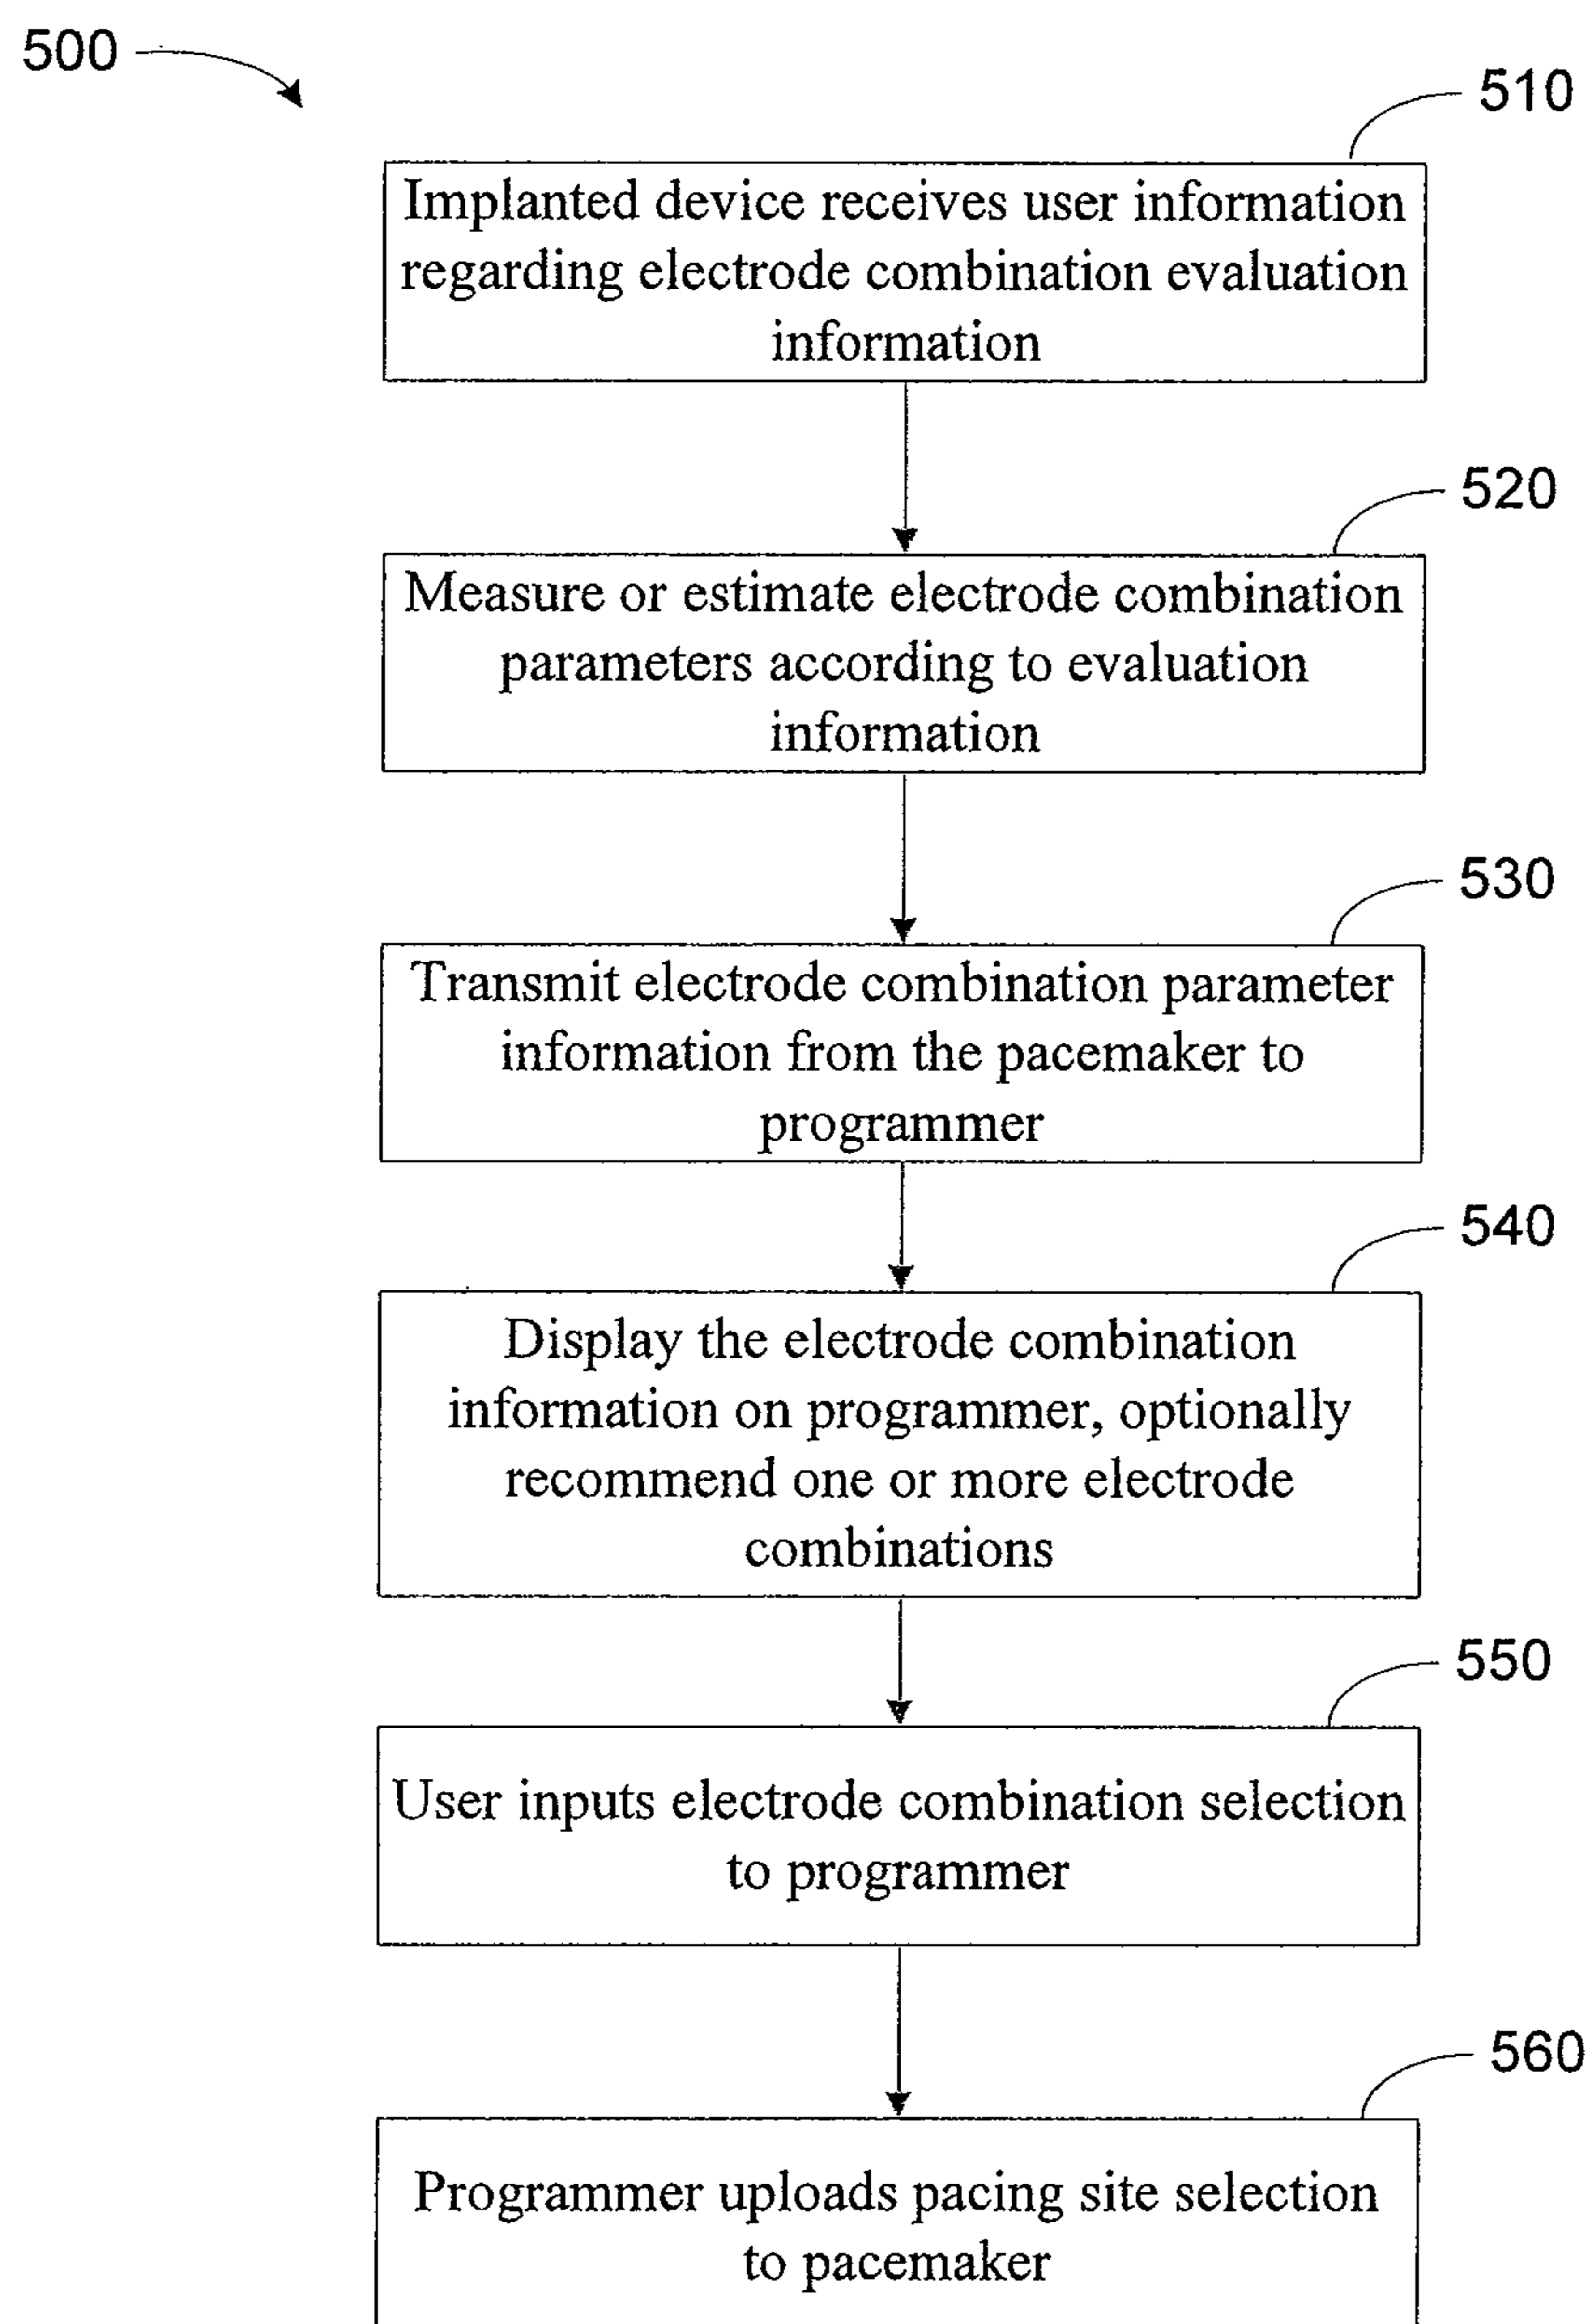 500
510
Implanted device receives user information
regarding electrode combination evaluation
information
520
Measure or estimate electrode combination
parameters according to evaluation
information
530
Transmit electrode combination parameter
information from the pacemaker to
programmer
540
Display the electrode combination
information on programmer, optionally
recommend one or more electrode
combinations
550
User inputs electrode combination selection
to programmer
560
Programmer uploads pacing site selection
to pacemaker